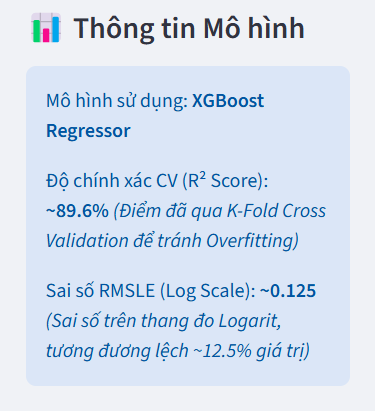 Thông tin Mô hình
Mô hình sử dụng: XGBoost
Regressor
Độ chính xác CV (R² Score):
~89.6% (Điểm đã qua K-Fold Cross
Validation để tránh Overfitting)
Sai số RMSLE (Log Scale): ~0.125
(Sai số trên thang đo Logarit,
tương đương lệch ~12.5% giá trị)